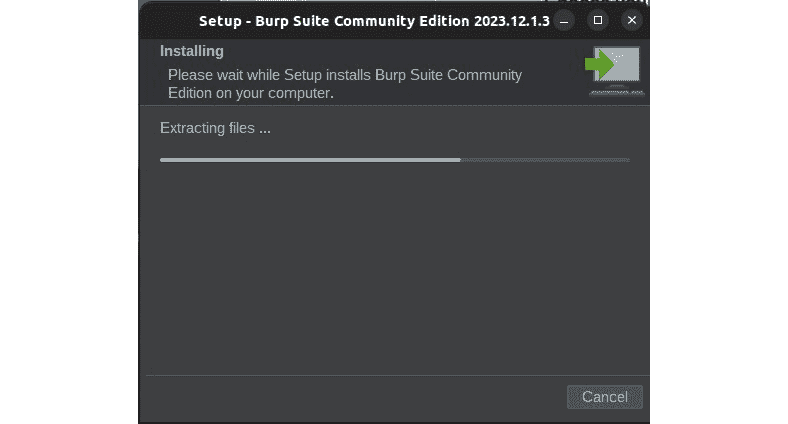 Setup - Burp Suite Community Edition 2023.12.1.3
Installing
Please wait while Setup installs Burp Suite Community
Edition on your computer.
Extracting files ...
Cancel